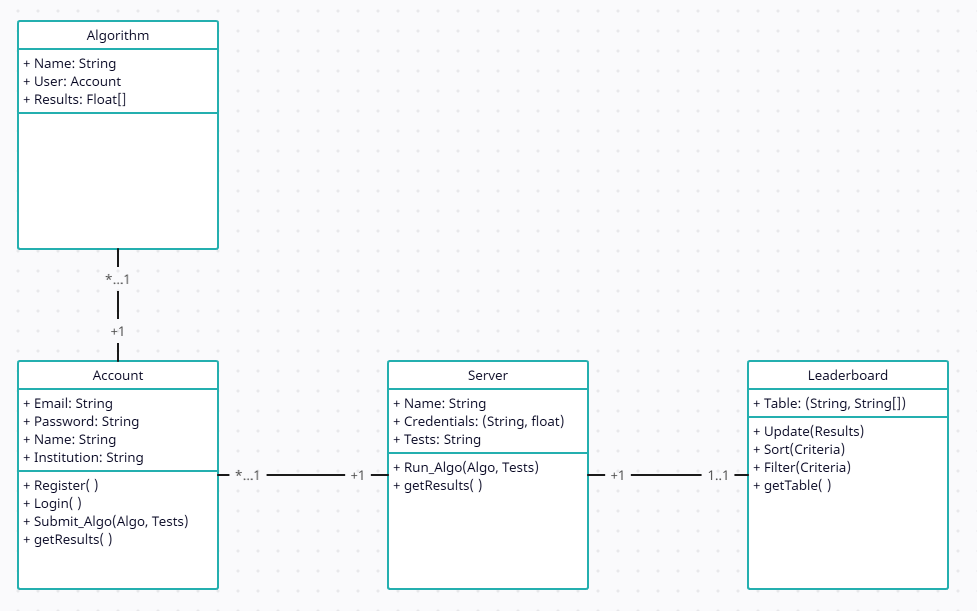 Algorithm
+ Name: String
+ User: Account
+ Results: Float[]
*...1
+1
Account
+ Email: String
+ Password: String
+ Name: String
+ Institution: String
+ Register( )
+ Login( )
+ Submit_Algo(Algo, Tests)
+ getResults( )
*...1
+1
Server
+ Name: String
+ Credentials: (String, float)
+ Tests: String
+ Run_Algo(Algo, Tests)
+ getResults( )
+1
1..1
Leaderboard
+ Table: (String, String[])
+ Update(Results)
+ Sort(Criteria)
+ Filter(Criteria)
+ getTable( )